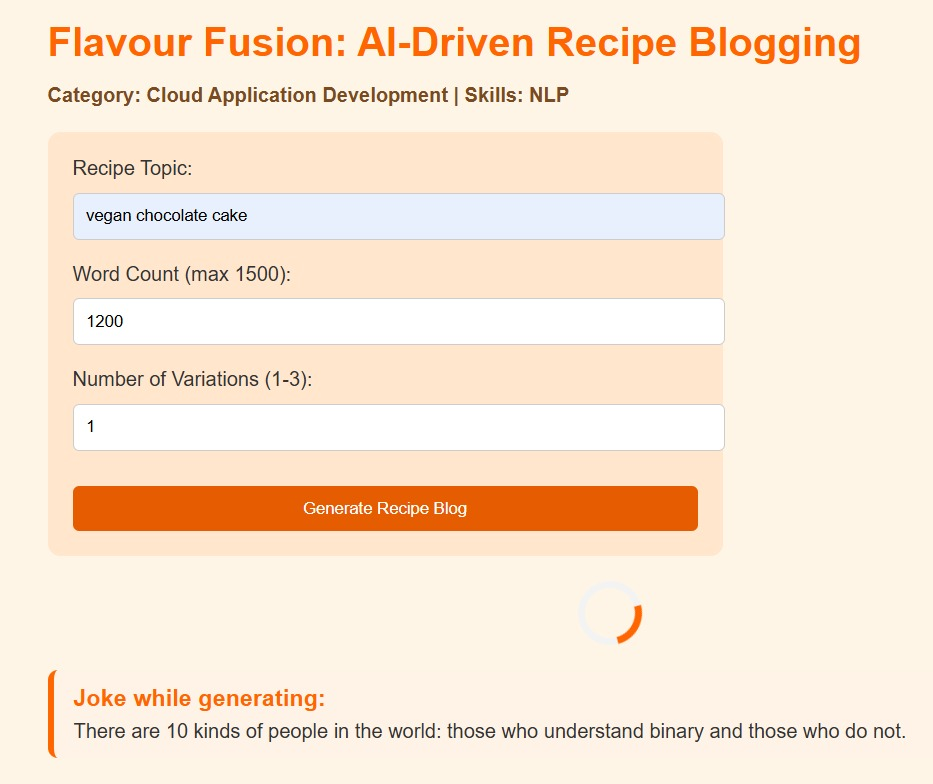 Flavour Fusion: AI-Driven Recipe Blogging
Category: Cloud Application Development | Skills: NLP
Recipe Topic:
vegan chocolate cake
Word Count (max 1500):
1200
Number of Variations (1-3):
1
Generate Recipe Blog
Joke while generating:
There are 10 kinds of people in the world: those who understand binary and those who do not.